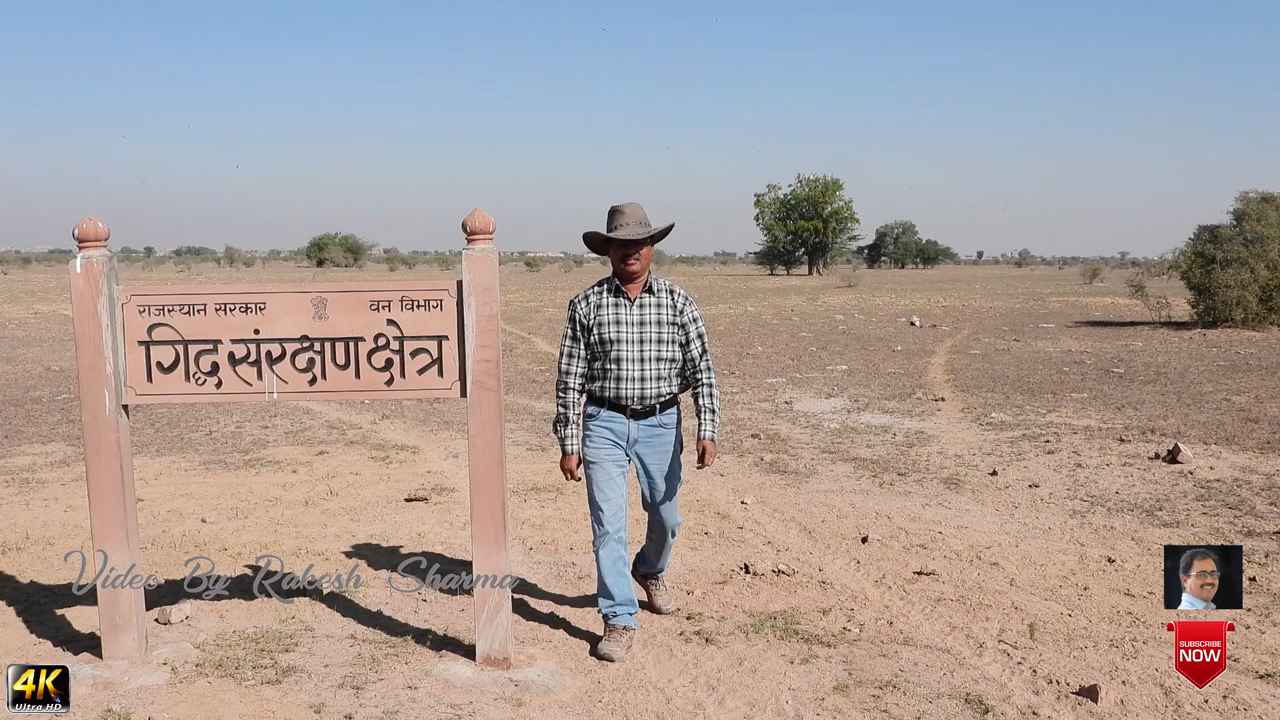 राजस्थान सरकार वन विभाग
गिद्ध संरक्षण क्षेत्र
Video By Rakesh Sharma
SUBSCRIBE
NOW
4K
Ultra HD